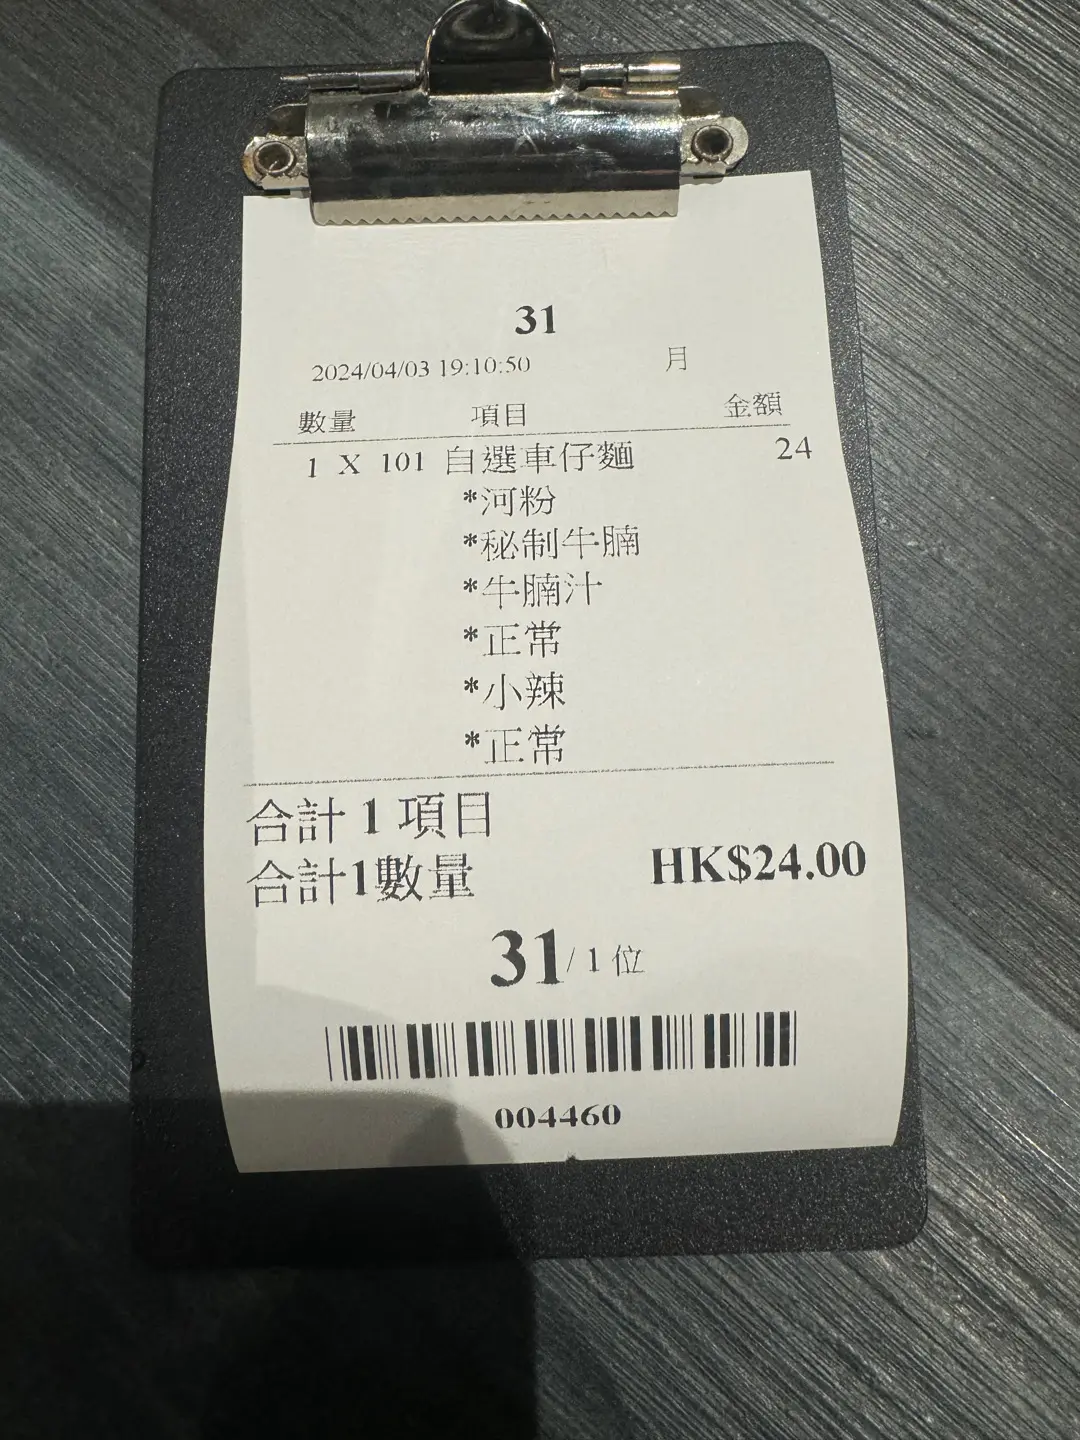 31
2024/04/03 19:10:50 月
數量 項目 金額
1 X 101 自選車仔麵 24
*河粉
*秘制牛腩
*牛腩汁
*正常
*小辣
*正常
合計 1 項目
合計1數量 HK$24.00
31/ 1 位
004460